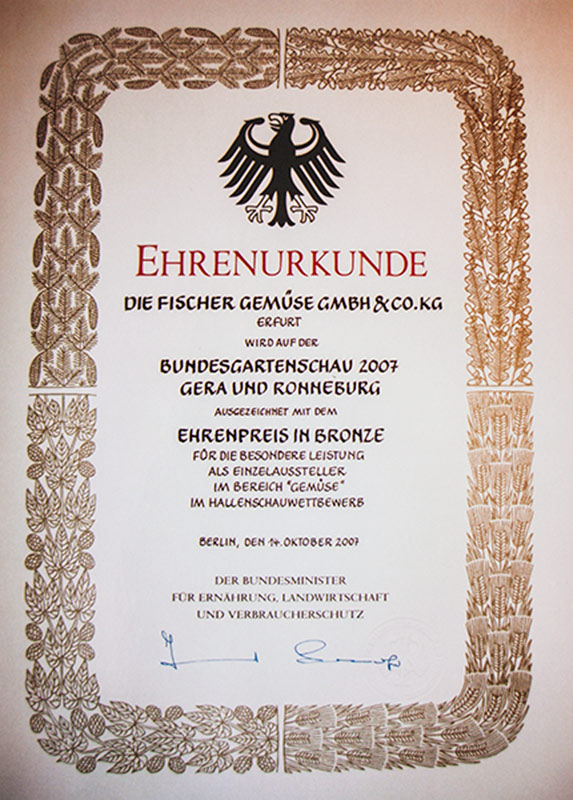 EHRENURKUNDE
DIE FISCHER GEMÜSE GMBH & CO. KG
ERFURT
WIRD AUF DER
BUNDESGARTENSCHAU 2007
GERA UND RONNEBURG
AUSGEZEICHNET MIT DEM
EHRENPREIS IN BRONZE
FÜR DIE BESONDERE LEISTUNG
ALS EINZELAUSSTELLER
IM BEREICH "GEMÜSE"
IM HALLENSCHAUWETTBEWERB
BERLIN, DEN 14. OKTOBER 2007
DER BUNDESMINISTER
FÜR ERNÄHRUNG, LANDWIRTSCHAFT
UND VERBRAUCHERSCHUTZ